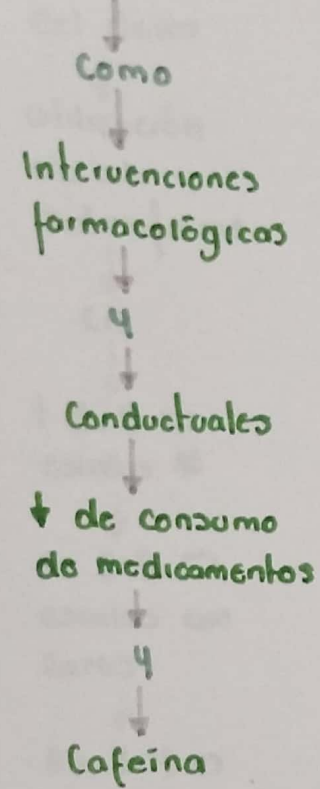 Como
Intervenciones
farmacológicas
y
Conductuales
↓ de consumo
de medicamentos
y
Cafeína